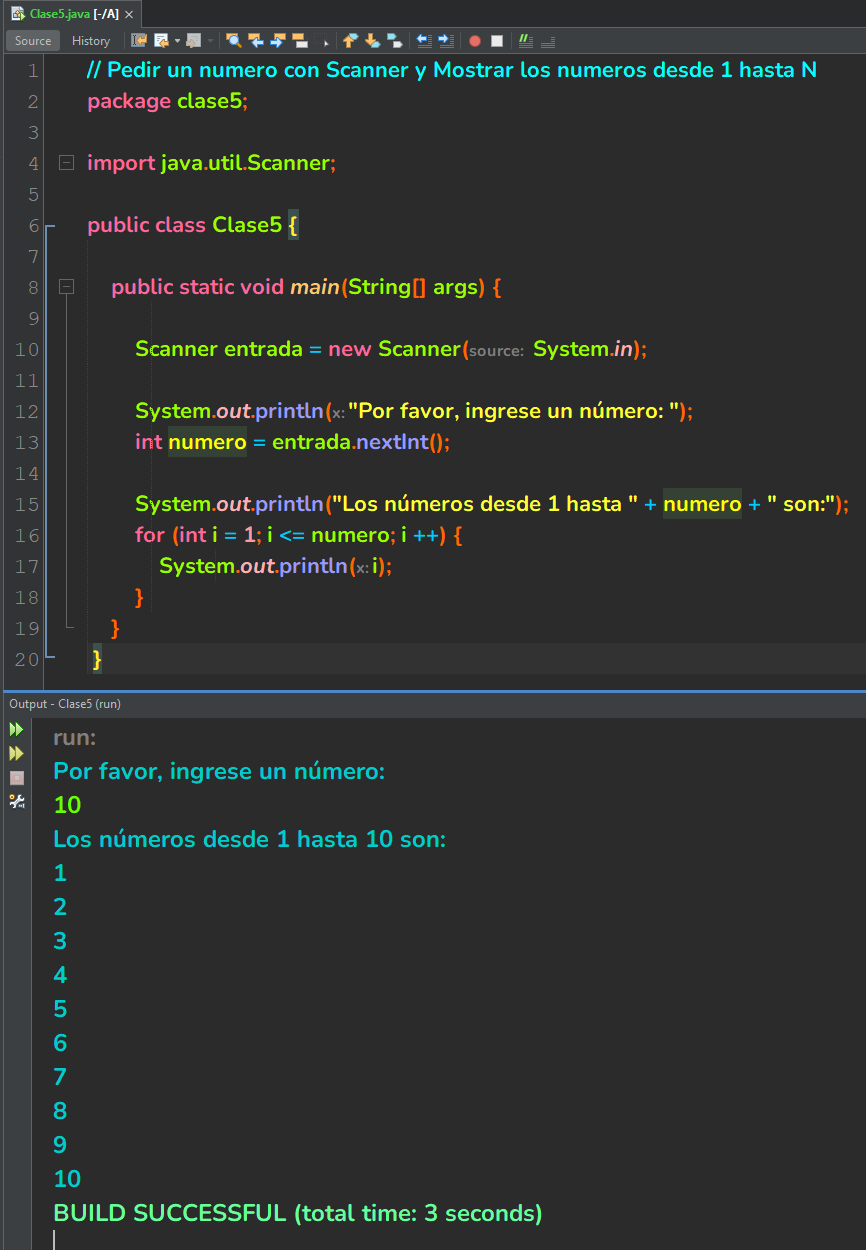 Clase5.java [-/A]
Source History
1 // Pedir un numero con Scanner y Mostrar los numeros desde 1 hasta N
2 package clase5;
3
4 import java.util.Scanner;
5
6 public class Clase5 {
7
8 public static void main(String[] args) {
9
10 Scanner entrada = new Scanner(source: System.in);
11
12 System.out.println(x: "Por favor, ingrese un número: ");
13 int numero = entrada.nextInt();
14
15 System.out.println("Los números desde 1 hasta " + numero + " son:");
16 for (int i = 1; i <= numero; i ++) {
17 System.out.println(x: i);
18 }
19 }
20 }
Output - Clase5 (run)
run:
Por favor, ingrese un número:
10
Los números desde 1 hasta 10 son:
1
2
3
4
5
6
7
8
9
10
BUILD SUCCESSFUL (total time: 3 seconds)